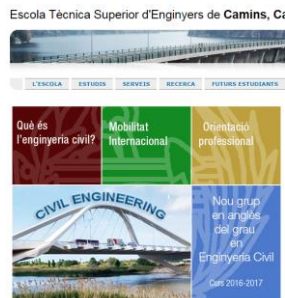 Escola Tècnica Superior d'Enginyers de Camins, Ca
L'ESCOLA ESTUDIS SERVEIS RECERCA FUTURS ESTUDIANTS
Què és
l'enginyeria civil?
Mobilitat
Internacional
Orientació
professional
CIVIL ENGINEERING
Nou grup
en anglès
del grau
en
Enginyeria Civil
Curs 2016-2017